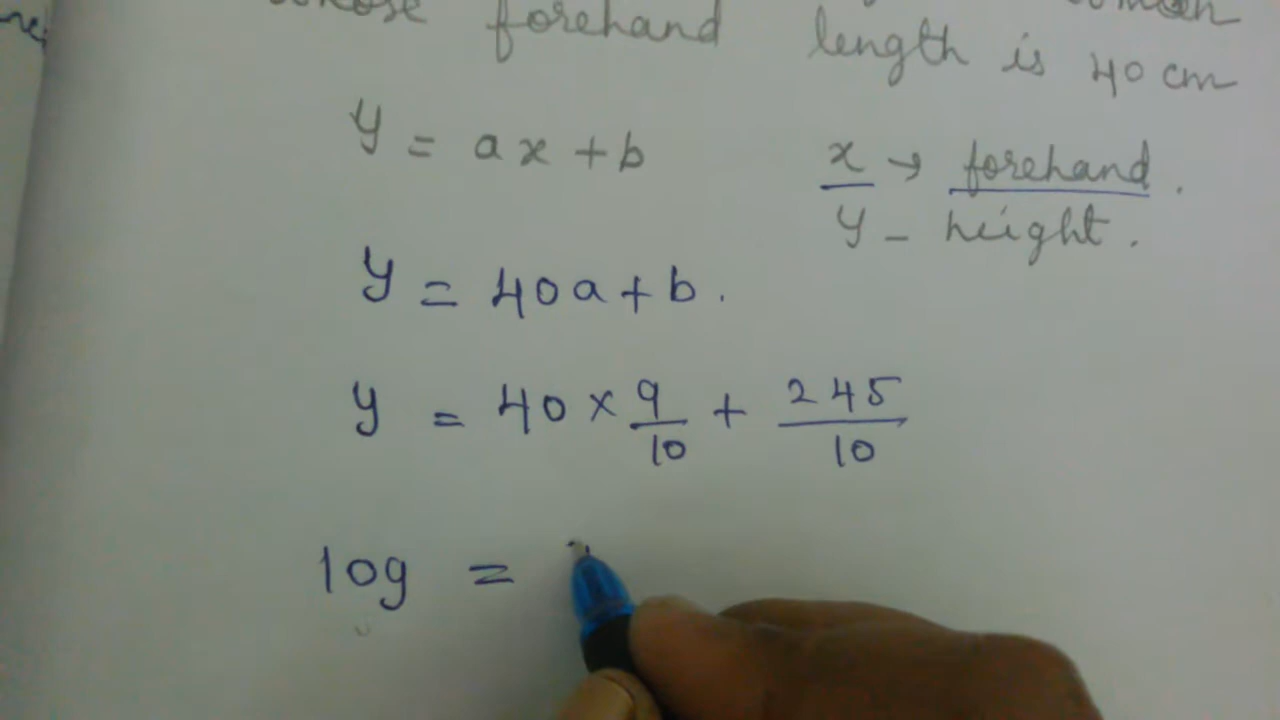 forehand length is 40 cm
y = ax + b x → forehand.
y - height.
y = 40a + b.
y = 40 × 9/10 + 245/10
10y =